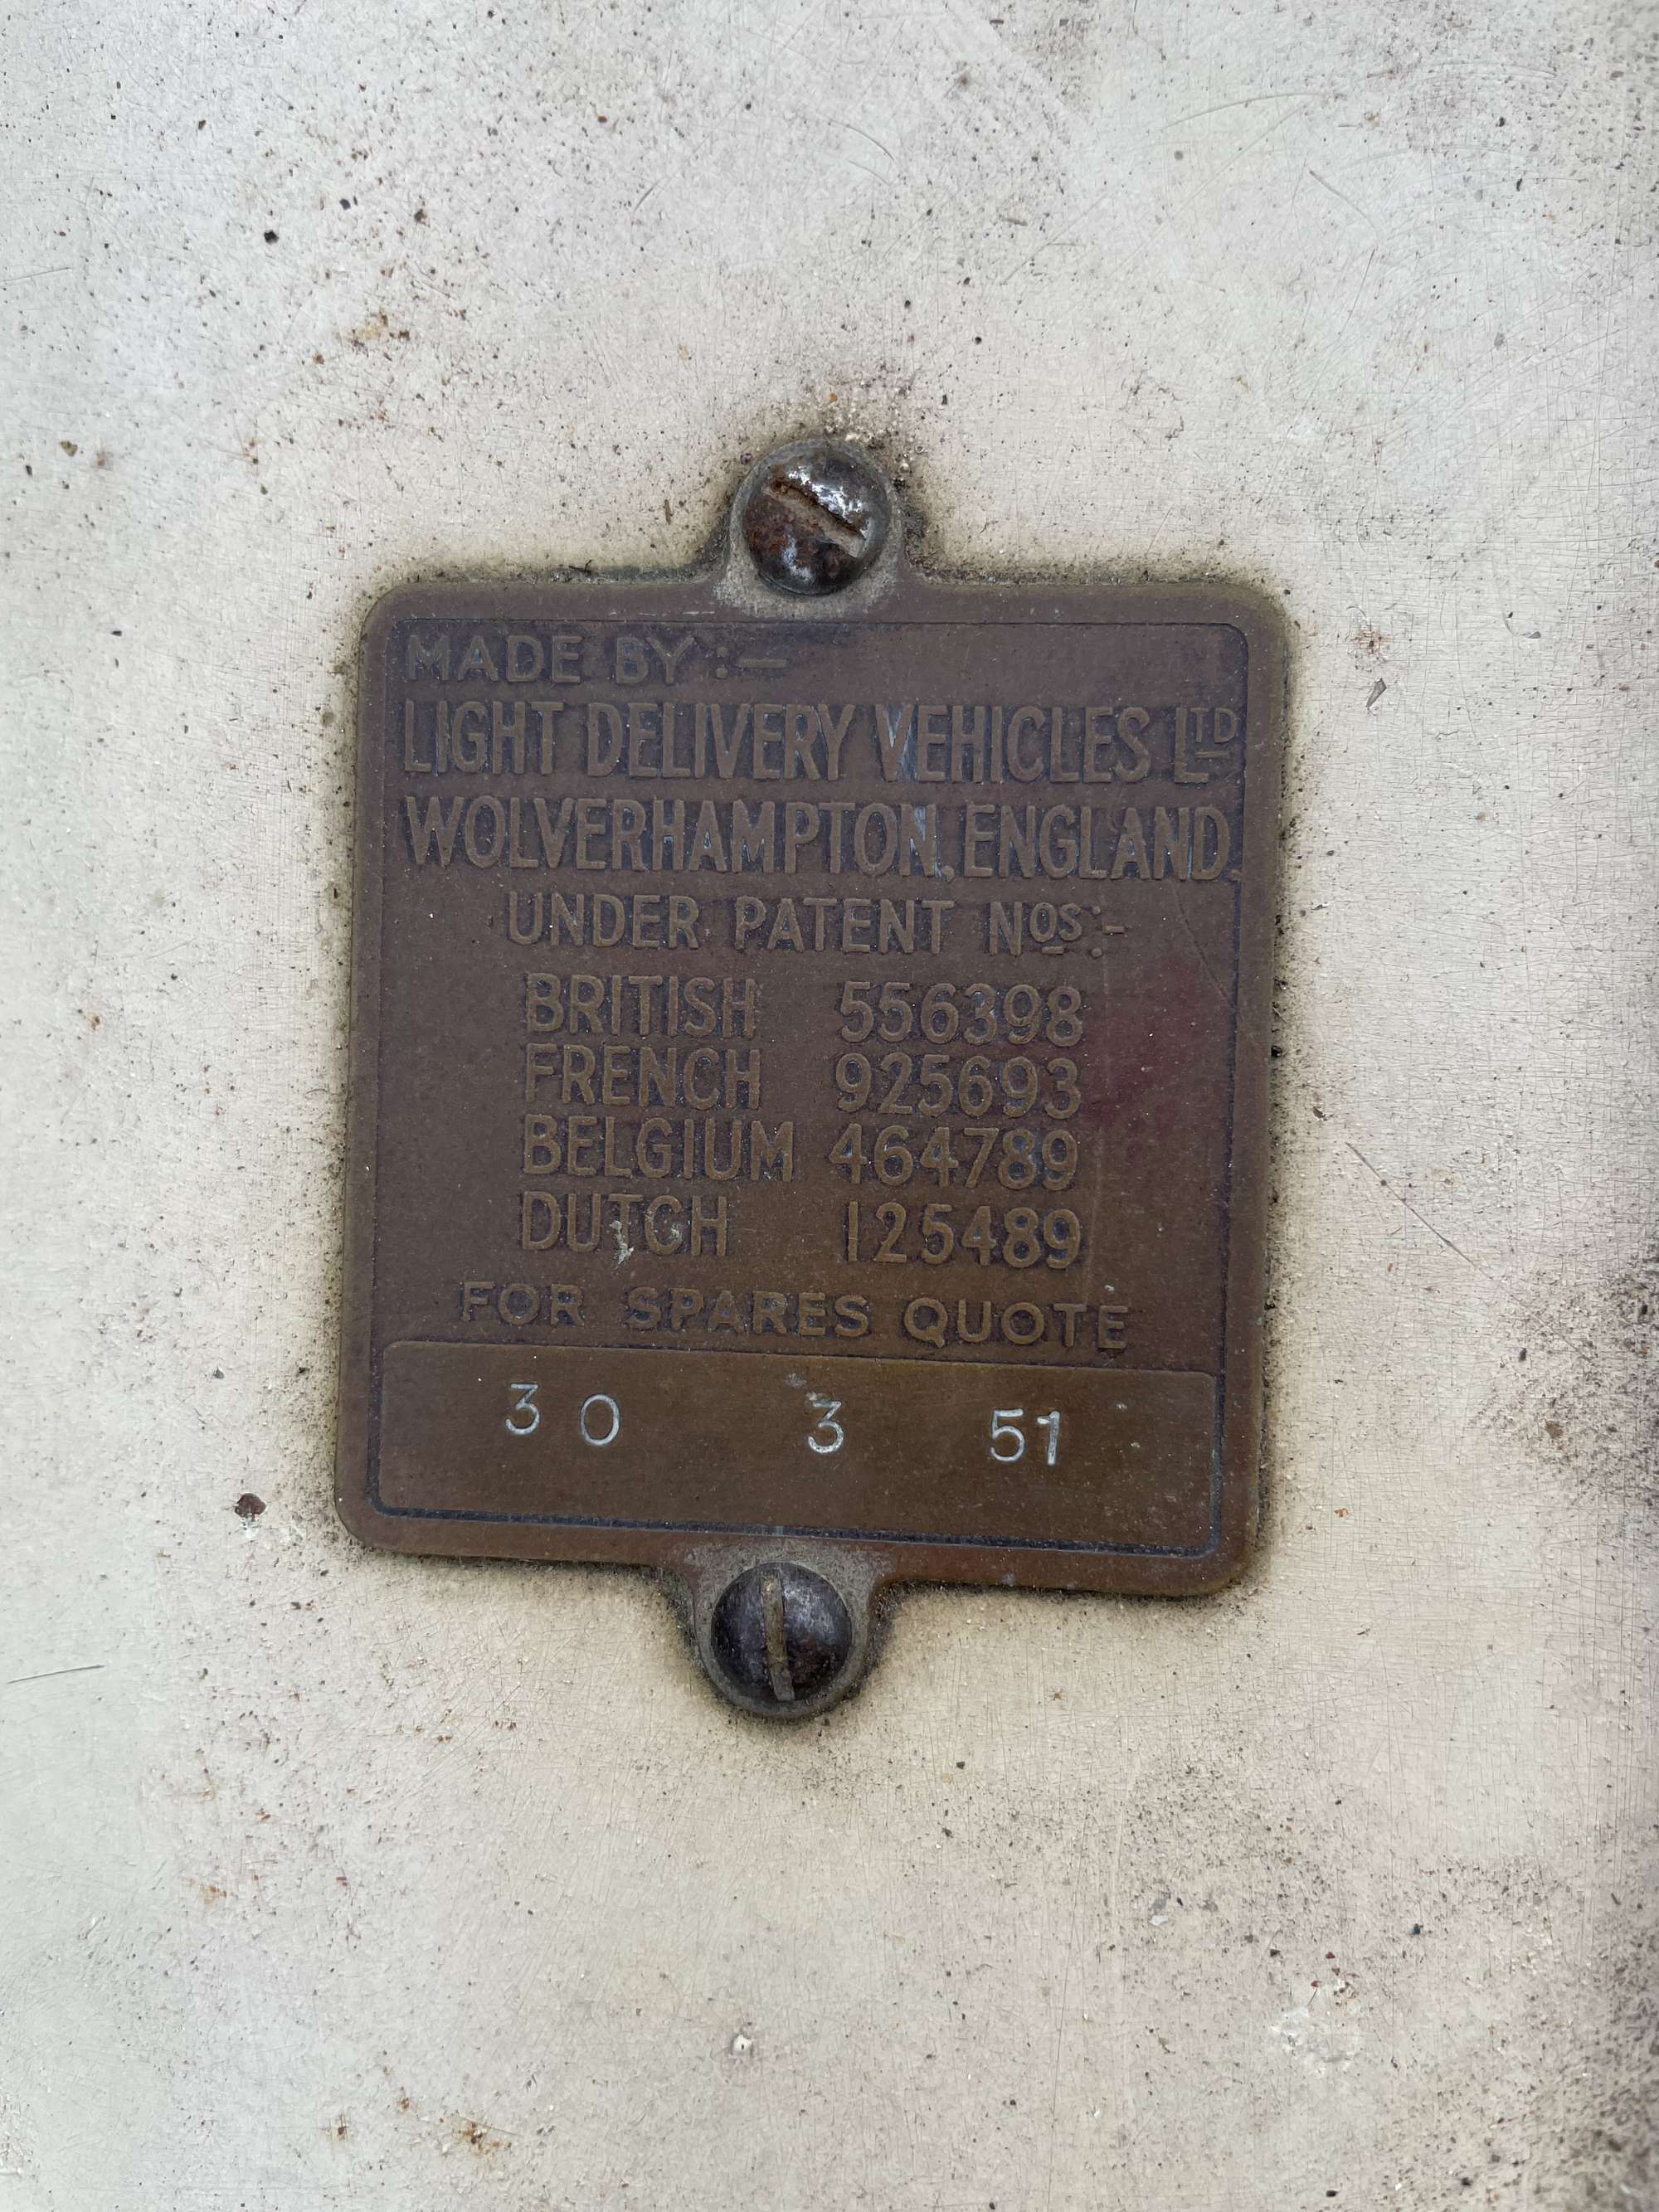 MADE BY :—
LIGHT DELIVERY VEHICLES LTD
WOLVERHAMPTON, ENGLAND.
UNDER PATENT NOS :-
BRITISH 556398
FRENCH 925693
BELGIUM 464789
DUTCH 125489
FOR SPARES QUOTE
30 3 51